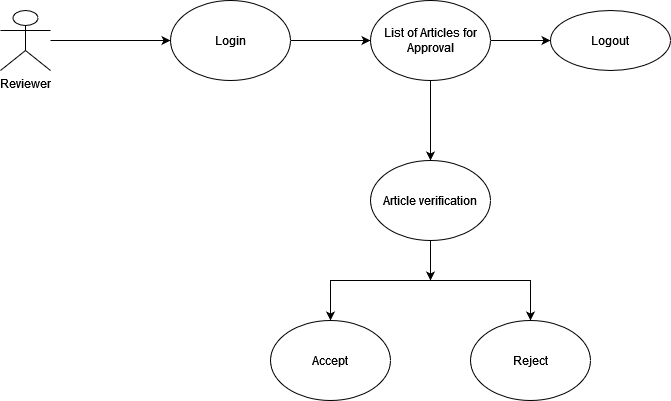 Login
List of Articles for
Approval
Logout
Reviewer
Article verification
Accept
Reject